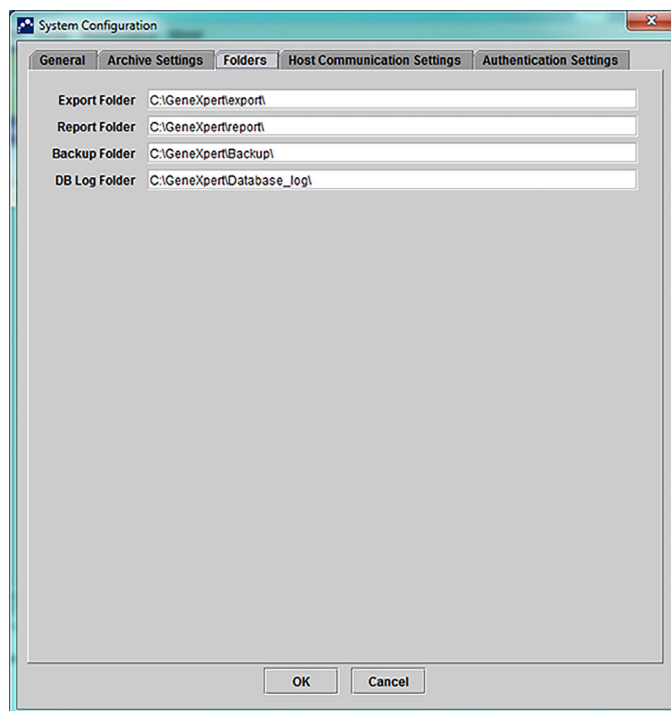 System Configuration
General Archive Settings Folders Host Communication Settings Authentication Settings
Export Folder C:\GeneXpert\export\
Report Folder C:\GeneXpert\report\
Backup Folder C:\GeneXpert\Backup\
DB Log Folder C:\GeneXpert\Database_log\
OK Cancel